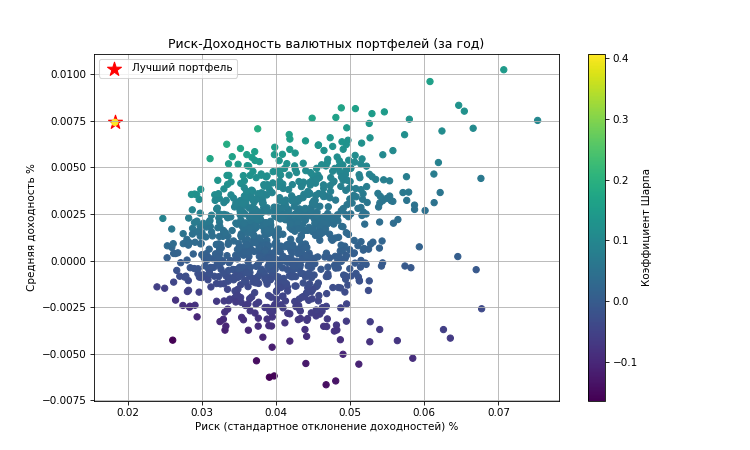 Риск-Доходность валютных портфелей (за год)
Лучший портфель
0.0100
0.0075
0.0050
0.0025
0.0000
−0.0025
−0.0050
−0.0075
Средняя доходность %
0.02 0.03 0.04 0.05 0.06 0.07
Риск (стандартное отклонение доходностей) %
0.4
0.3
0.2
0.1
0.0
−0.1
Коэффициент Шарпа